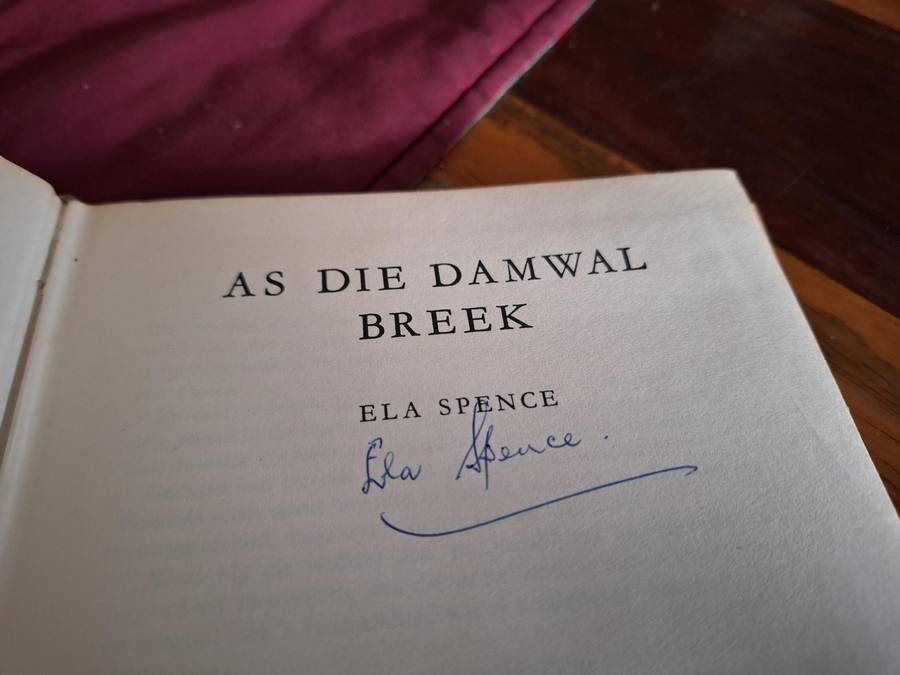 AS DIE DAMWAL
BREEK
ELA SPENCE
Ela Spence.